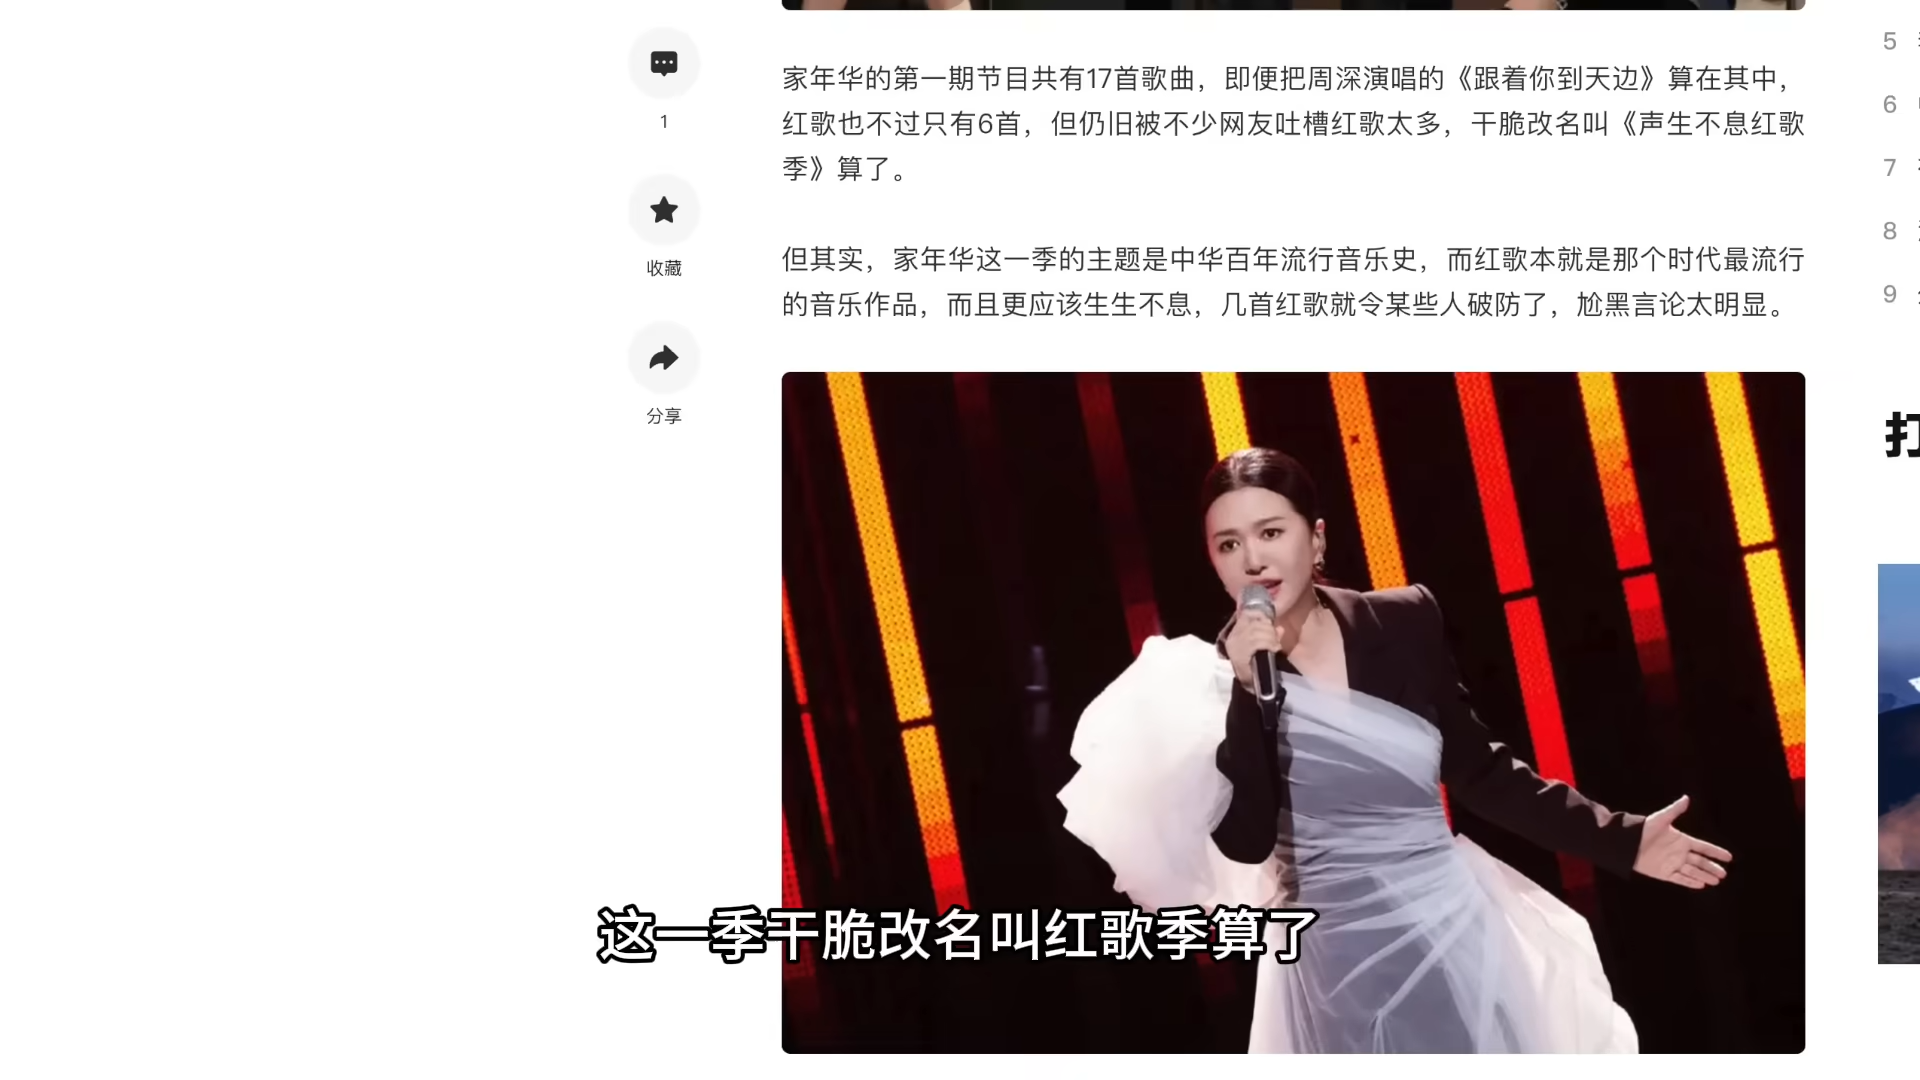 1
收藏
分享
家年华的第一期节目共有17首歌曲，即便把周深演唱的《跟着你到天边》算在其中，
红歌也不过只有6首，但仍旧被不少网友吐槽红歌太多，干脆改名叫《声生不息红歌
季》算了。
但其实，家年华这一季的主题是中华百年流行音乐史，而红歌本就是那个时代最流行
的音乐作品，而且更应该生生不息，几首红歌就令某些人破防了，尬黑言论太明显。
5
6
7
8
9
打
这一季干脆改名叫红歌季算了